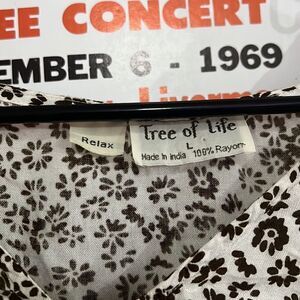 EE CONCERT
EMBER 6 - 1969
Relax
Tree of Life
L
Made in India 100% Rayon